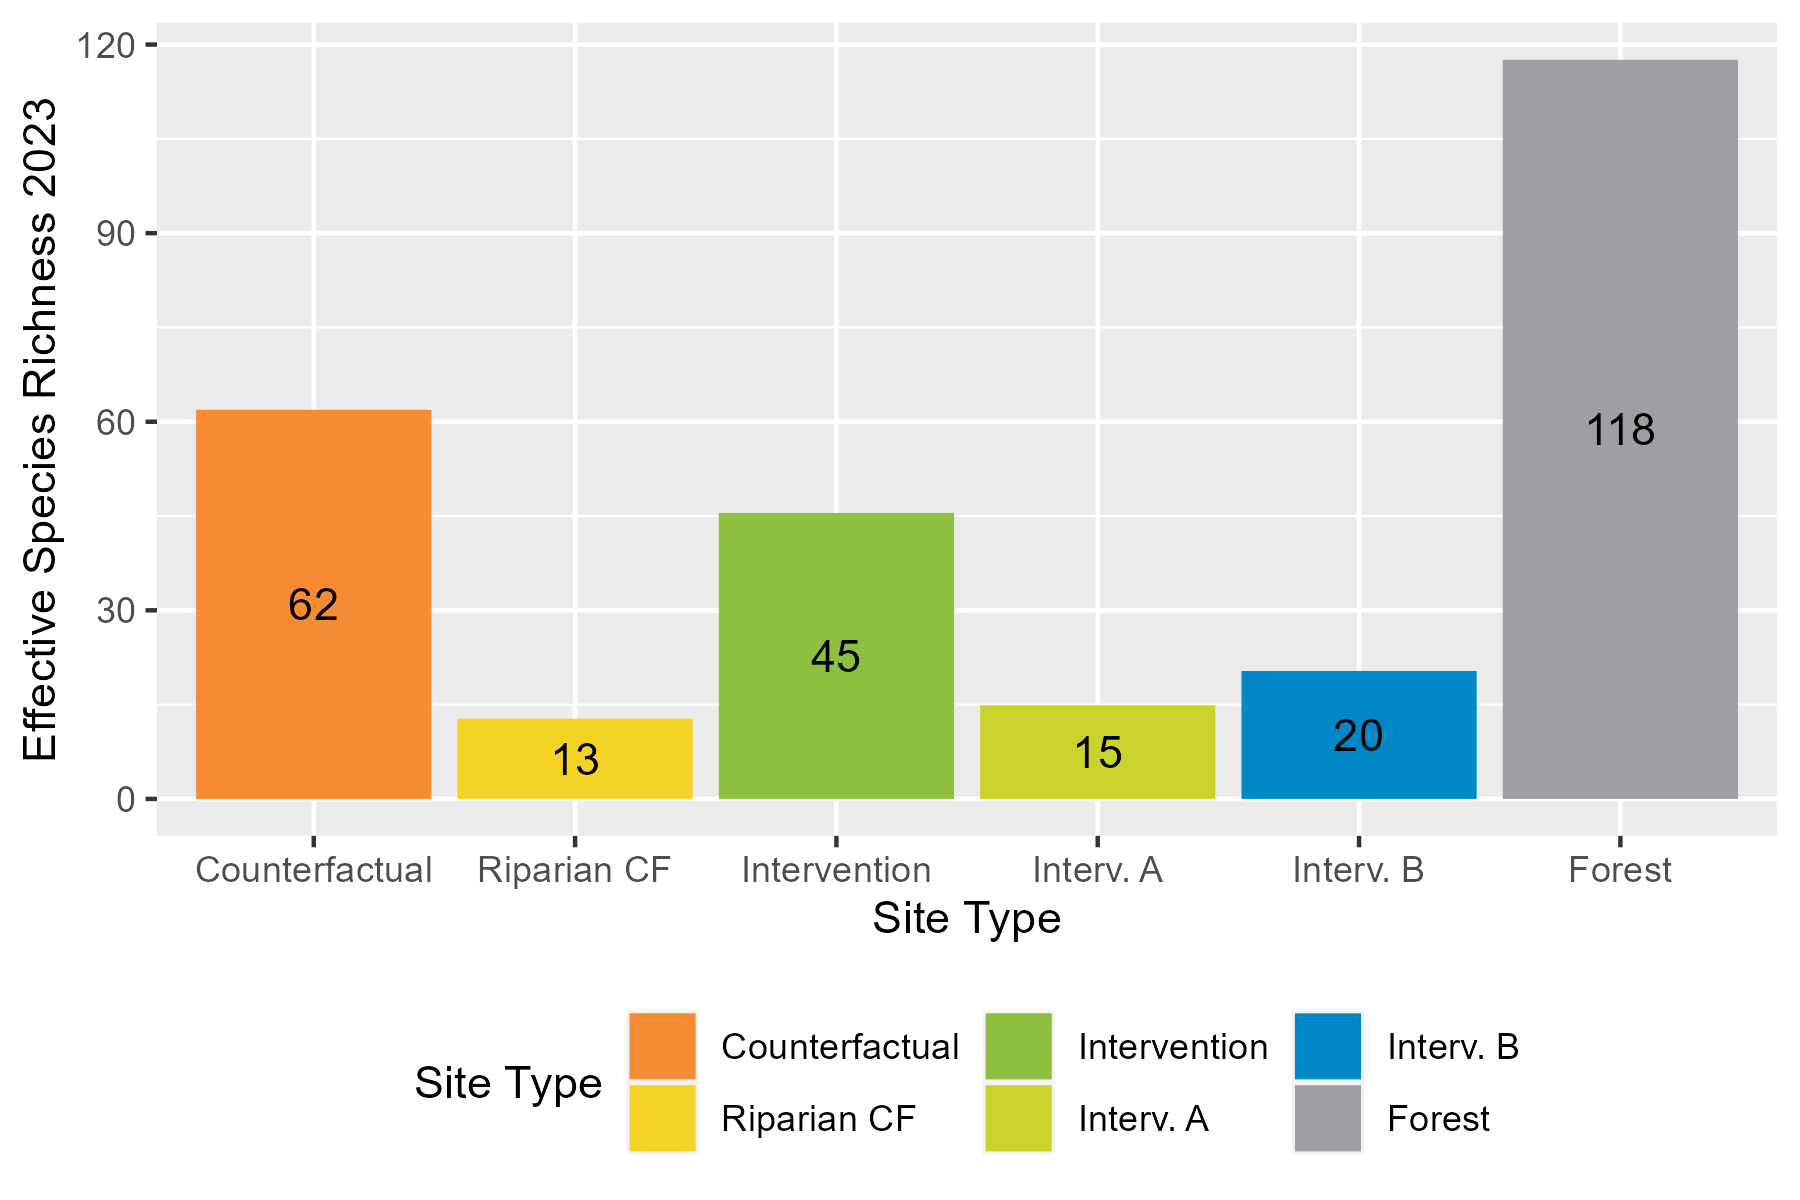 Effective Species Richness 2023
120
90
60
30
0
62
13
45
15
20
118
Counterfactual Riparian CF Intervention Interv. A Interv. B Forest
Site Type
Site Type
Counterfactual Intervention Interv. B
Riparian CF Interv. A Forest